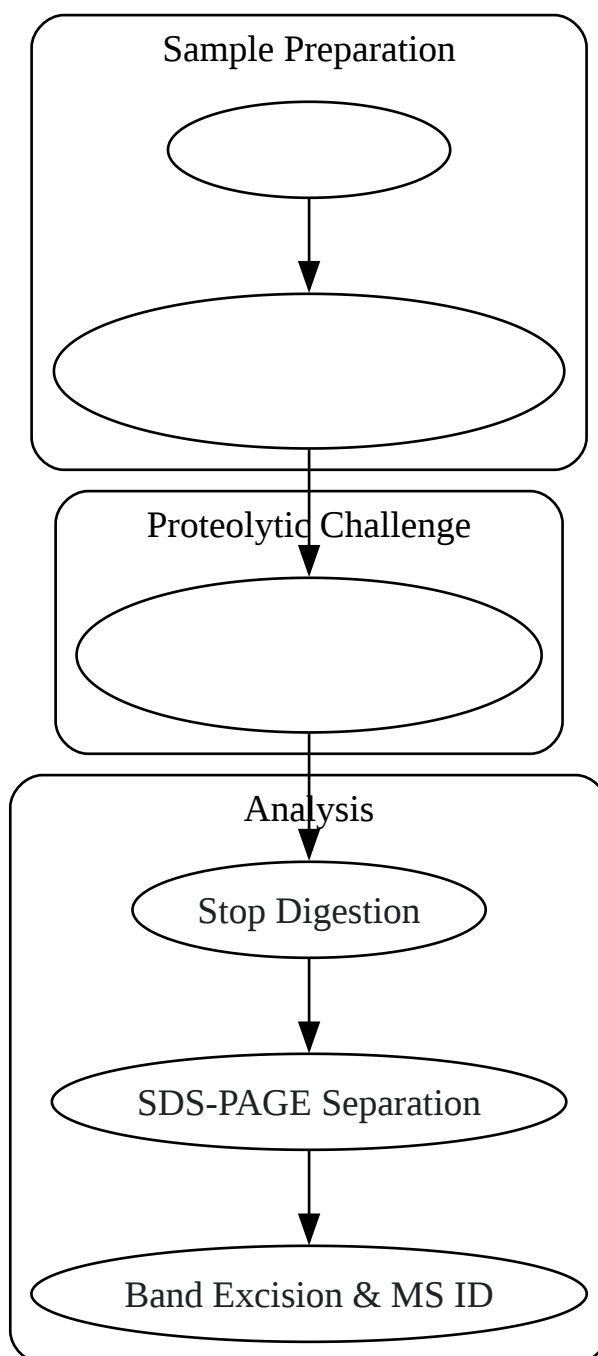 Sample Preparation
Proteolytic Challenge
Analysis
Stop Digestion
SDS-PAGE Separation
Band Excision & MS ID